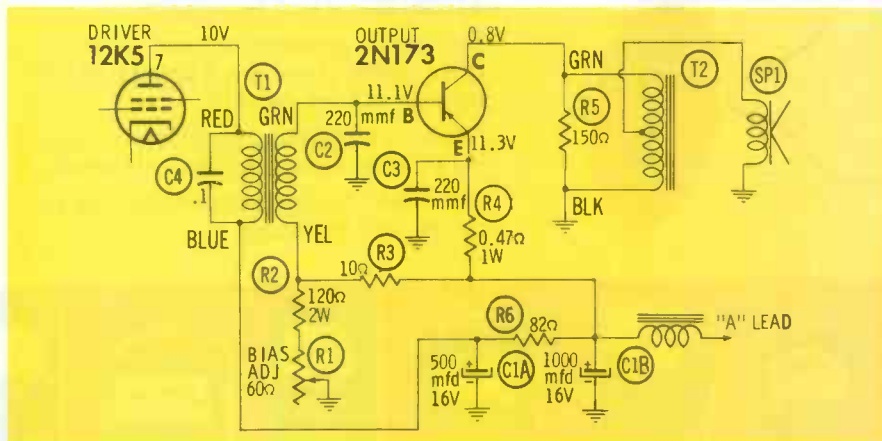 DRIVER
12K5
7
10V
T1
RED
GRN
C4
.1
BLUE
YEL
OUTPUT
2N173
11.1V
B
C
0.8V
E
11.3V
220
mmf
C2
C3
220
mmf
R4
0.47Ω
1W
R3
10Ω
R2
120Ω
2W
BIAS
ADJ
60Ω
R1
GRN
R5
150Ω
BLK
T2
SP1
R6
82Ω
500
mfd
16V
C1A
1000
mfd
16V
C1B
"A" LEAD